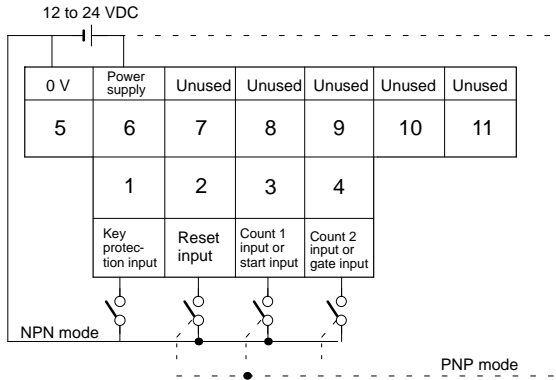 12 to 24 VDC
0 V
Power
supply
Unused
Unused
Unused
Unused
Unused
5
6
7
8
9
10
11
1
2
3
4
Key
protec-
tion input
Reset
input
Count 1
input or
start input
Count 2
input or
gate input
NPN mode
PNP mode